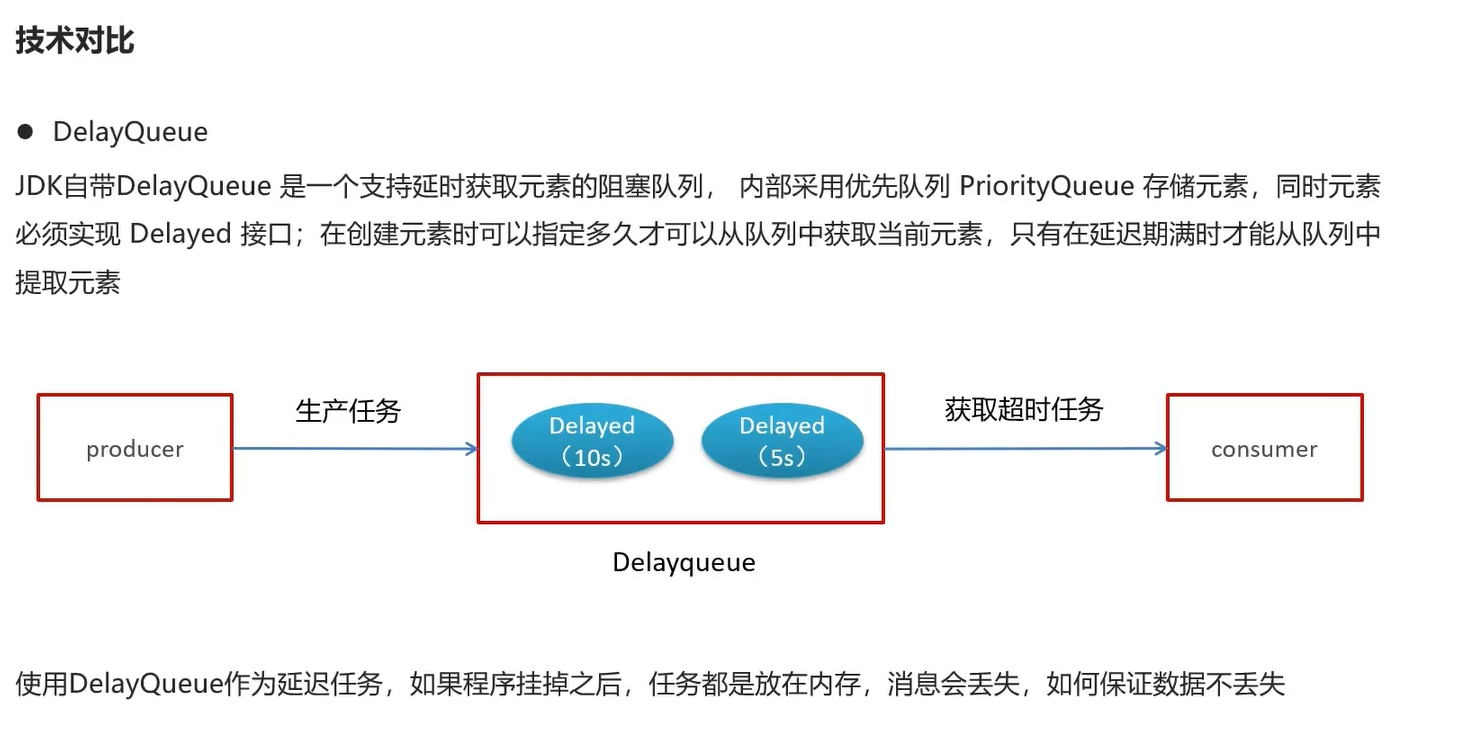 技术对比
● DelayQueue
JDK自带DelayQueue 是一个支持延时获取元素的阻塞队列， 内部采用优先队列 PriorityQueue 存储元素，同时元素
必须实现 Delayed 接口；在创建元素时可以指定多久才可以从队列中获取当前元素，只有在延迟期满时才能从队列中
提取元素
producer
生产任务
Delayed
（10s）
Delayed
（5s）
获取超时任务
consumer
Delayqueue
使用DelayQueue作为延迟任务，如果程序挂掉之后，任务都是放在内存，消息会丢失，如何保证数据不丢失